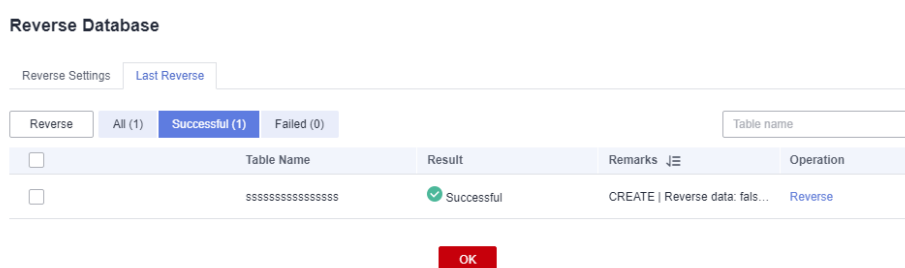 Reverse Database
Reverse Settings Last Reverse
Reverse All (1) Successful (1) Failed (0) Table name
Table Name Result Remarks Operation
ssssssssssssssss Successful CREATE | Reverse data: fals... Reverse
OK